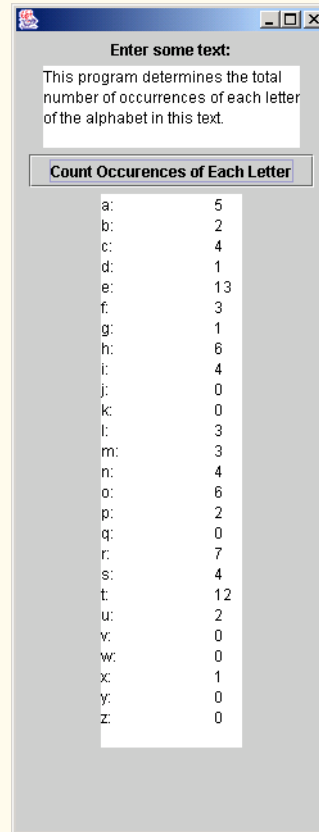 Enter some text:
This program determines the total
number of occurrences of each letter
of the alphabet in this text.
Count Occurences of Each Letter
a: 5
b: 2
c: 4
d: 1
e: 13
f: 3
g: 1
h: 6
i: 4
j: 0
k: 0
l: 3
m: 3
n: 4
o: 6
p: 2
q: 0
r: 7
s: 4
t: 12
u: 2
v: 0
w: 0
x: 1
y: 0
z: 0